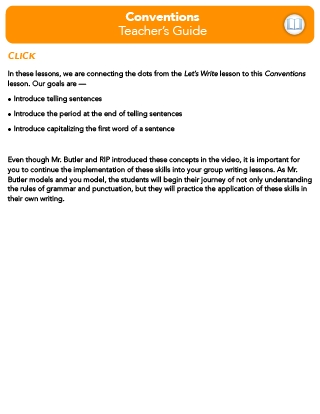 Conventions
Teacher's Guide
CLiCK
In these lessons, we are connecting the dots from the Let's Write lesson to this Conventions
lesson. Our goals are —
• Introduce telling sentences
• Introduce the period at the end of telling sentences
• Introduce capitalizing the first word of a sentence
Even though Mr. Butler and RIP introduced these concepts in the video, it is important for
you to continue the implementation of these skills into your group writing lessons. As Mr.
Butler models and you model, the students will begin their journey of not only understanding
the rules of grammar and punctuation, but they will practice the application of these skills in
their own writing.